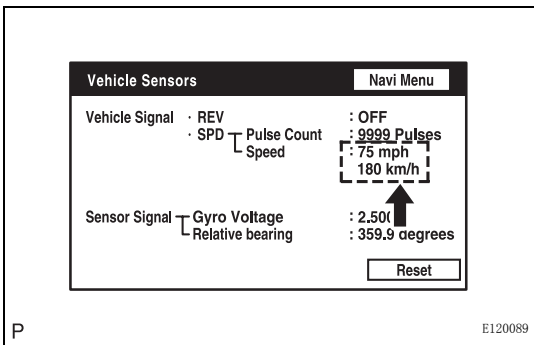 Vehicle Sensors Navi Menu
Vehicle Signal · REV : OFF
· SPD Pulse Count : 9999 Pulses
Speed : 75 mph
180 km/h
Sensor Signal Gyro Voltage : 2.500
Relative bearing : 359.9 degrees
Reset
P E120089